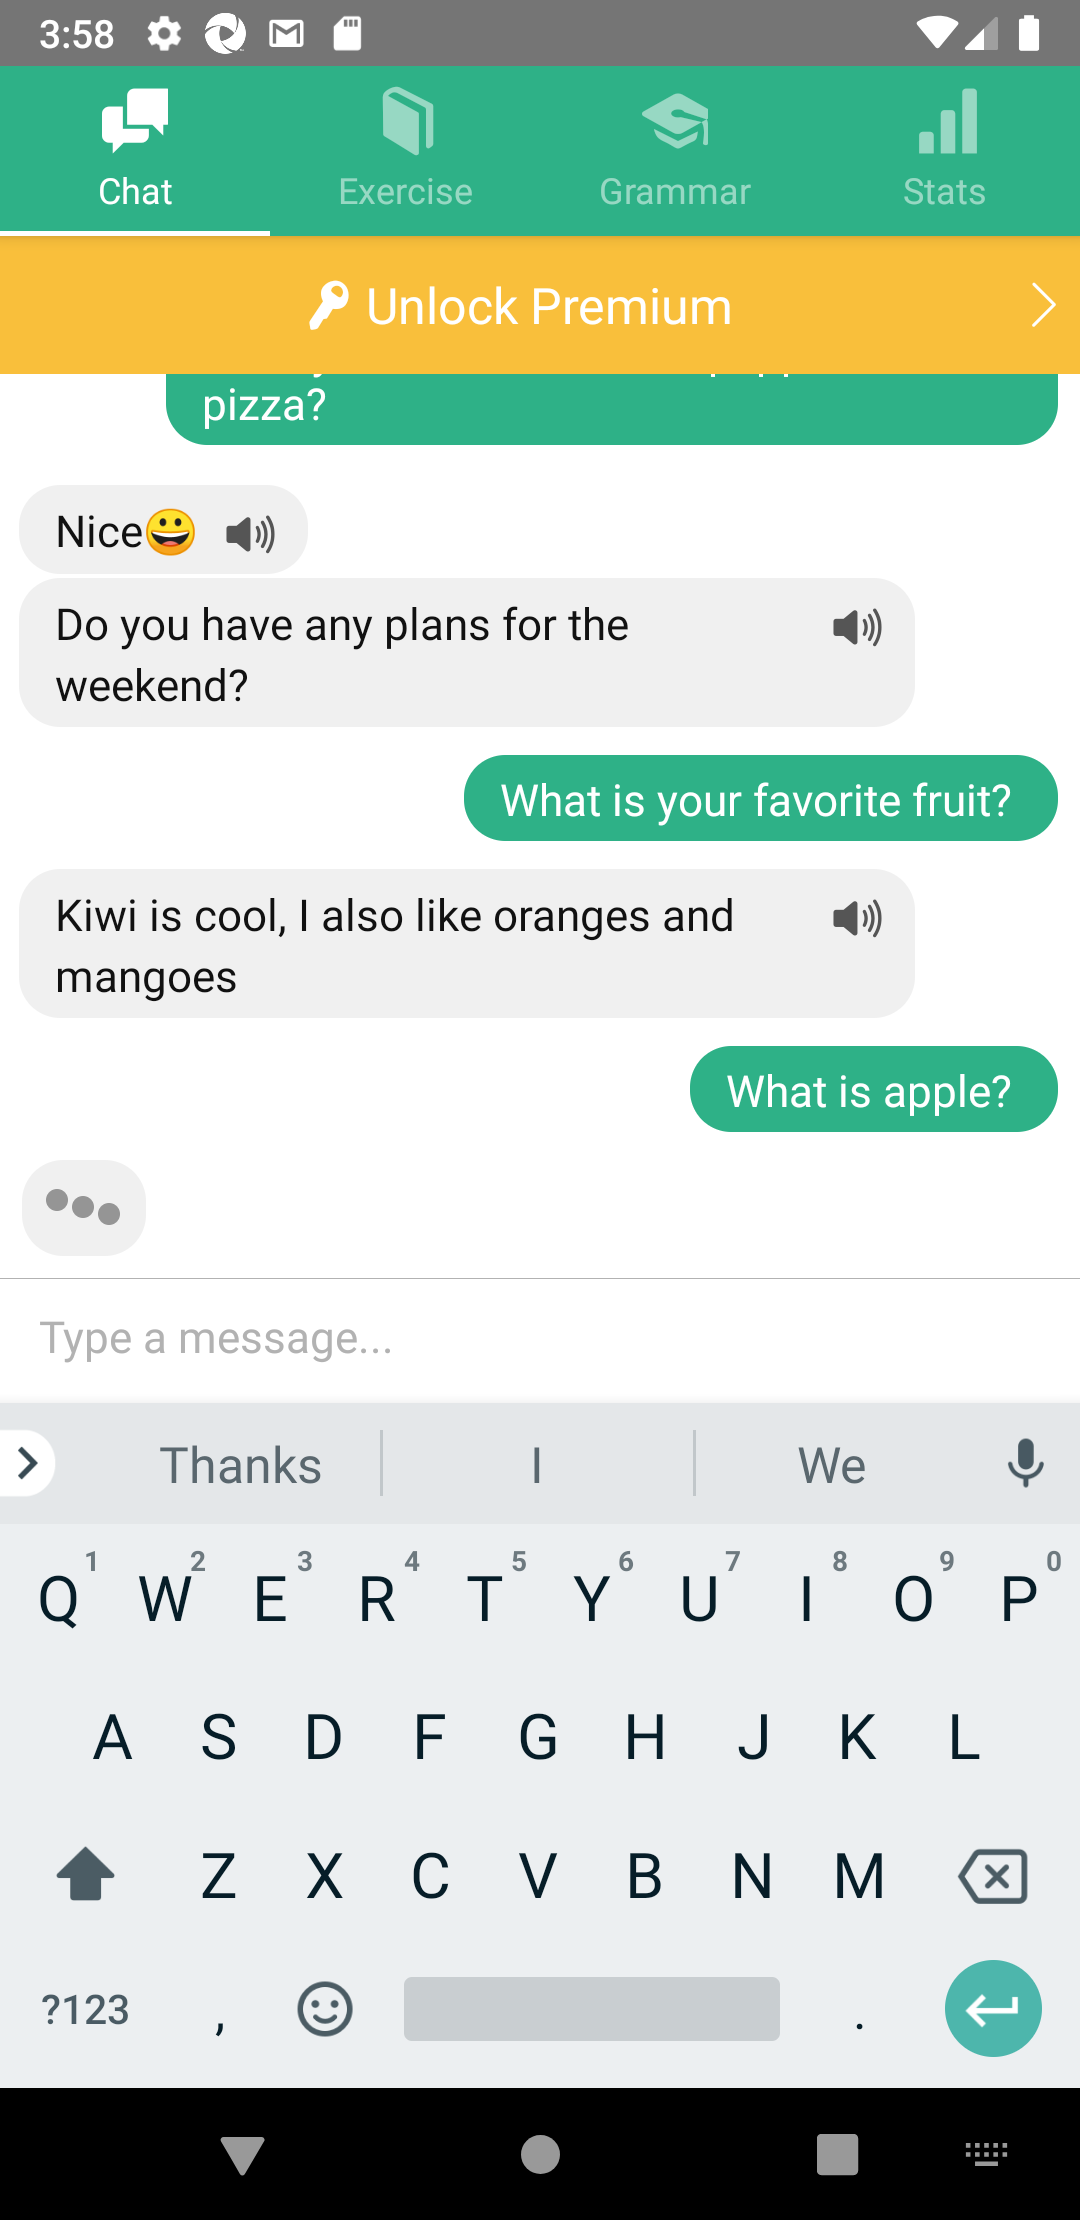 3:58
Chat
Exercise
Grammar
Stats
Unlock Premium
pizza?
Nice😀
Do you have any plans for the
weekend?
What is your favorite fruit?
Kiwi is cool, I also like oranges and
mangoes
What is apple?
Type a message...
Thanks
I
We
Q 1 W 2 E 3 R 4 T 5 Y 6 U 7 I 8 O 9 P 0
A S D F G H J K L
Z X C V B N M
?123 , .